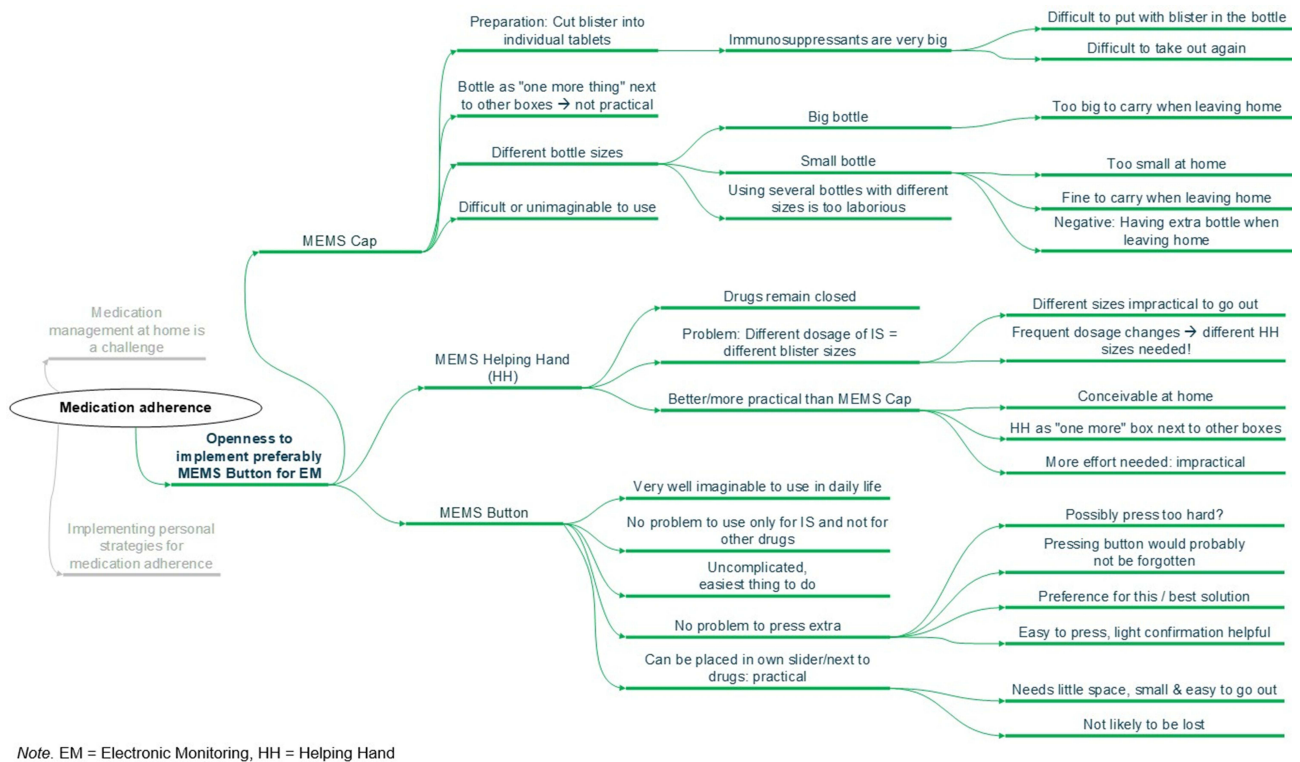 Preparation: Cut blister into
individual tablets
Immunosuppressants are very big
Difficult to put with blister in the bottle
Difficult to take out again
Bottle as "one more thing" next
to other boxes → not practical
Different bottle sizes
Big bottle
Too big to carry when leaving home
Small bottle
Too small at home
Fine to carry when leaving home
Negative: Having extra bottle when
leaving home
Using several bottles with different
sizes is too laborious
Difficult or unimaginable to use
MEMS Cap
Medication
management at home is
a challenge
Medication adherence
Openness to
implement preferably
MEMS Button for EM
Implementing personal
strategies for
medication adherence
MEMS Helping Hand
(HH)
Drugs remain closed
Problem: Different dosage of IS =
different blister sizes
Different sizes impractical to go out
Frequent dosage changes → different HH
sizes needed!
Better/more practical than MEMS Cap
Conceivable at home
HH as "one more" box next to other boxes
More effort needed: impractical
MEMS Button
Very well imaginable to use in daily life
No problem to use only for IS and not for
other drugs
Uncomplicated,
easiest thing to do
No problem to press extra
Possibly press too hard?
Pressing button would probably
not be forgotten
Preference for this / best solution
Easy to press, light confirmation helpful
Can be placed in own slider/next to
drugs: practical
Needs little space, small & easy to go out
Not likely to be lost
Note. EM = Electronic Monitoring, HH = Helping Hand